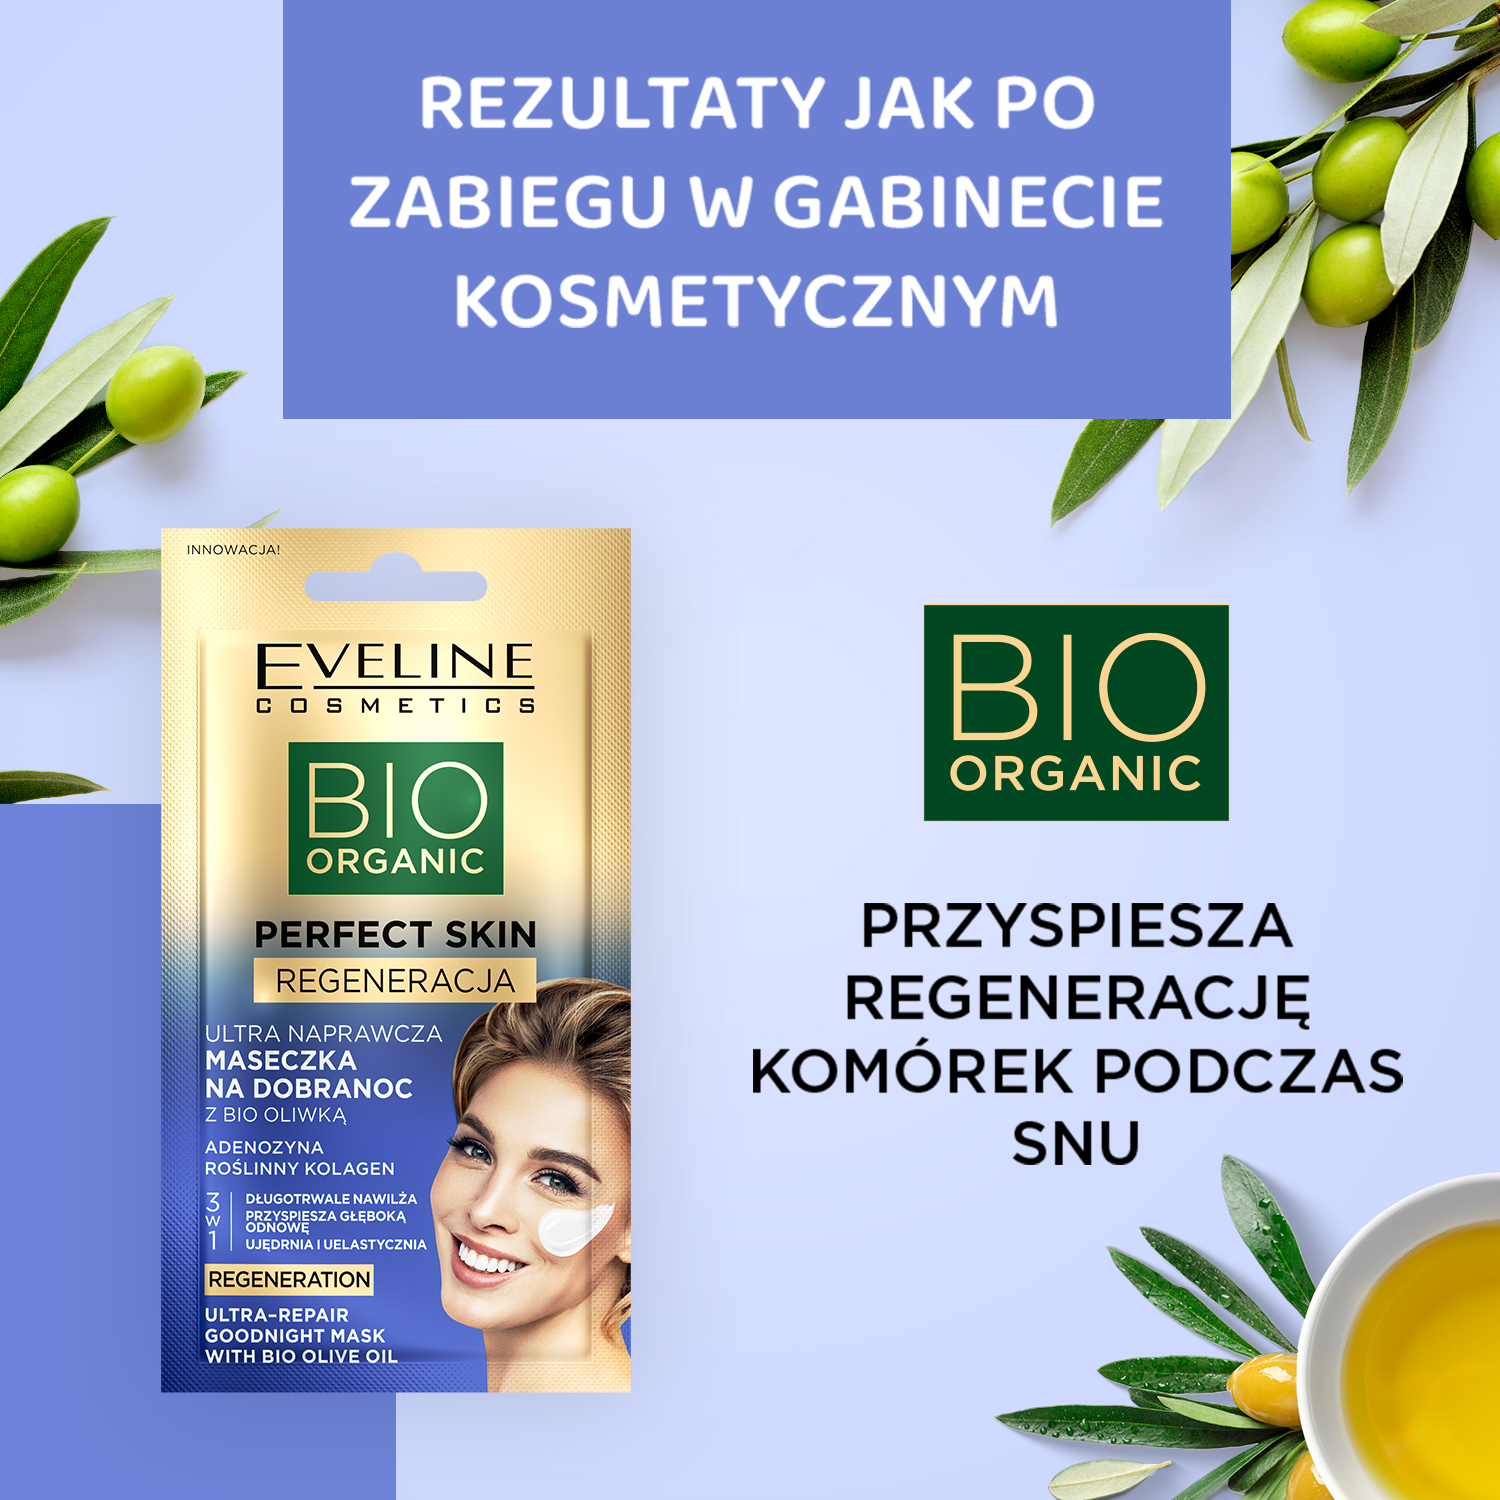 REZULTATY JAK PO
ZABIEGU W GABINECIE
KOSMETYCZNYM
INNOWACJA!
EVELINE
COSMETICS
BIO
ORGANIC
PERFECT SKIN
REGENERACJA
ULTRA NAPRAWCZA
MASECZKA
NA DOBRANOC
Z BIO OLIWKĄ
ADENOZYNA
ROŚLINNY KOLAGEN
3 W 1
DŁUGOTRWALE NAWILŻA
PRZYSPIESZA GŁĘBOKĄ
ODNOWĘ
UJĘDRNIA I UELASTYCZNIA
REGENERATION
ULTRA-REPAIR
GOODNIGHT MASK
WITH BIO OLIVE OIL
BIO
ORGANIC
PRZYSPIESZA
REGENERACJĘ
KOMÓREK PODCZAS
SNU